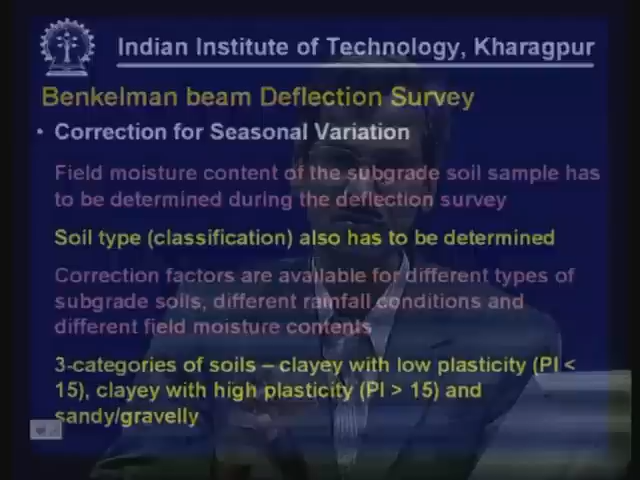 Indian Institute of Technology, Kharagpur
Benkelman beam Deflection Survey
• Correction for Seasonal Variation
Field moisture content of the subgrade soil sample has
to be determined during the deflection survey
Soil type (classification) also has to be determined
Correction factors are available for different types of
subgrade soils, different rainfall conditions and
different field moisture contents
3-categories of soils – clayey with low plasticity (PI <
15), clayey with high plasticity (PI > 15) and
sandy/gravelly